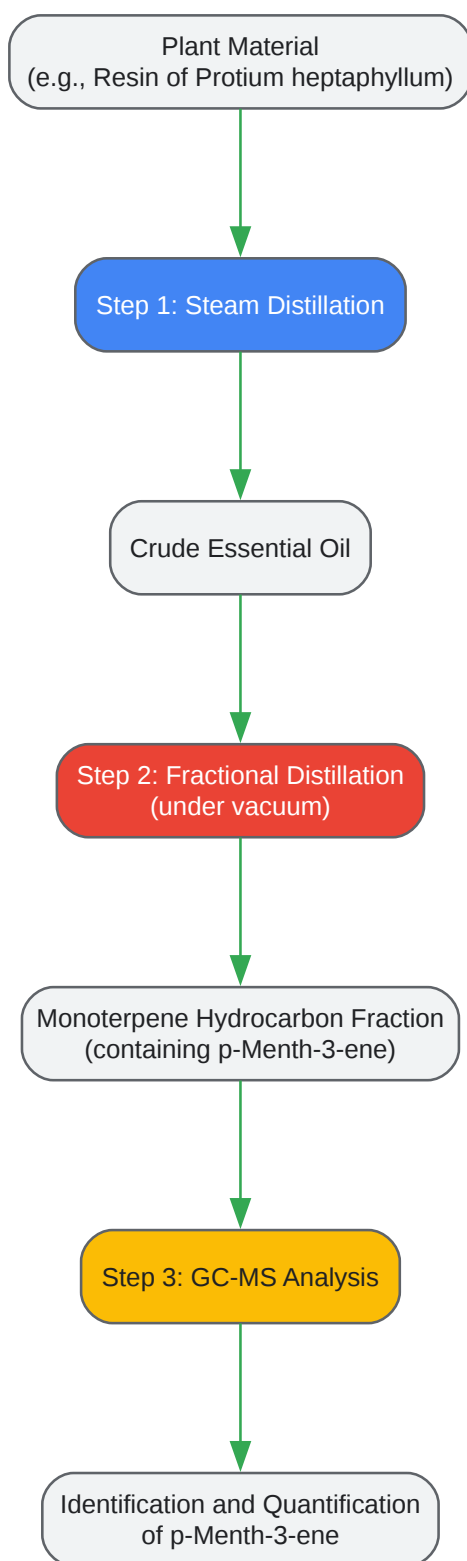 Plant Material
(e.g., Resin of Protium heptaphyllum)
Step 1: Steam Distillation
Crude Essential Oil
Step 2: Fractional Distillation
(under vacuum)
Monoterpene Hydrocarbon Fraction
(containing p-Menth-3-ene)
Step 3: GC-MS Analysis
Identification and Quantification
of p-Menth-3-ene